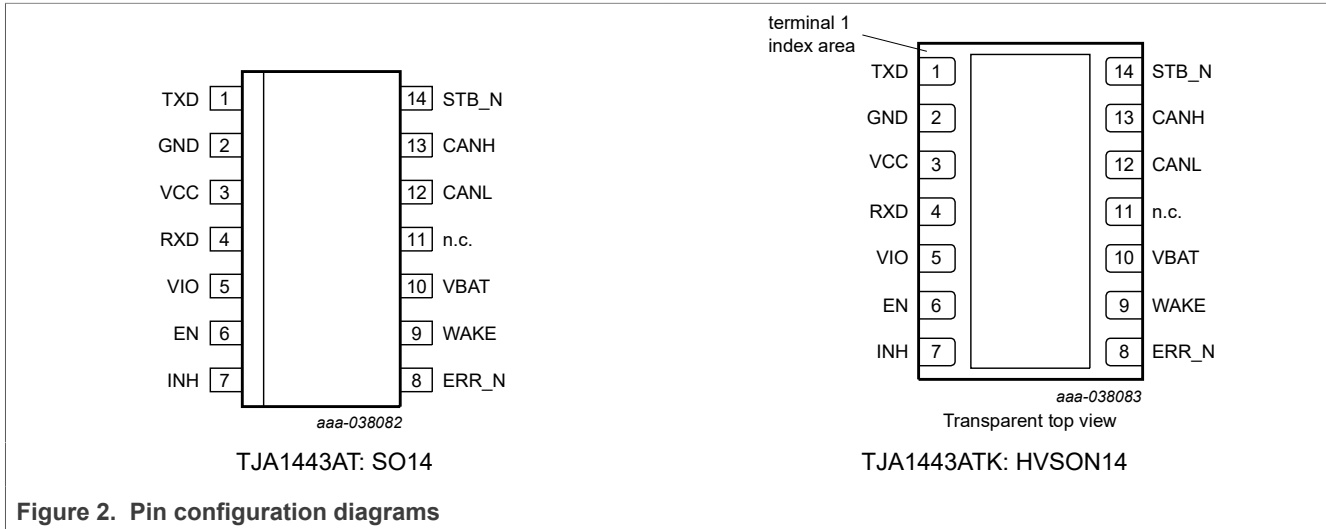 TXD 1 14 STB_N
GND 2 13 CANH
VCC 3 12 CANL
RXD 4 11 n.c.
VIO 5 10 VBAT
EN 6 9 WAKE
INH 7 8 ERR_N
aaa-038082
TJA1443AT: SO14
terminal 1
index area
TXD 1 14 STB_N
GND 2 13 CANH
VCC 3 12 CANL
RXD 4 11 n.c.
VIO 5 10 VBAT
EN 6 9 WAKE
INH 7 8 ERR_N
aaa-038083
Transparent top view
TJA1443ATK: HVSON14
Figure 2. Pin configuration diagrams